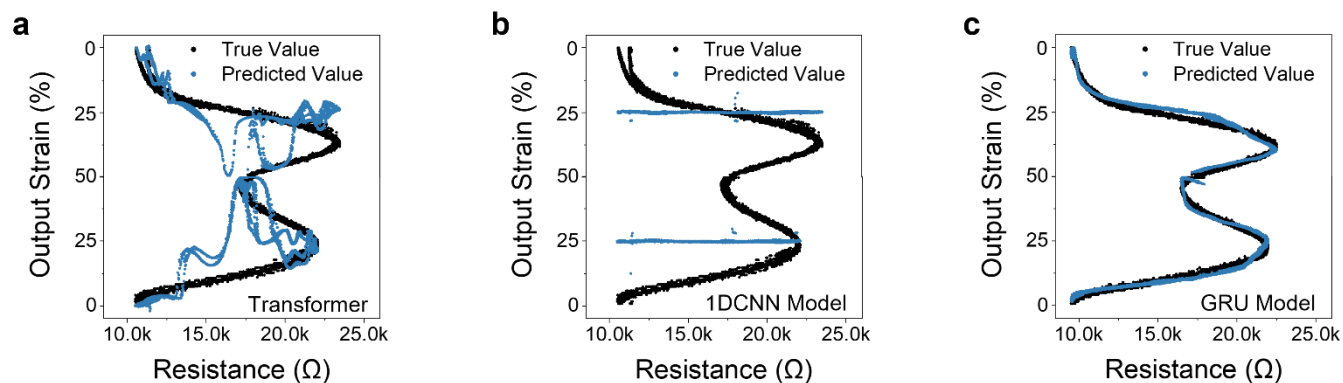 a
Output Strain (%)
0
25
50
25
0
True Value
Predicted Value
Transformer
10.0k 15.0k 20.0k 25.0k
Resistance (Ω)
b
Output Strain (%)
0
25
50
25
0
True Value
Predicted Value
1DCNN Model
10.0k 15.0k 20.0k 25.0k
Resistance (Ω)
c
Output Strain (%)
0
25
50
25
0
True Value
Predicted Value
GRU Model
10.0k 15.0k 20.0k 25.0k
Resistance (Ω)